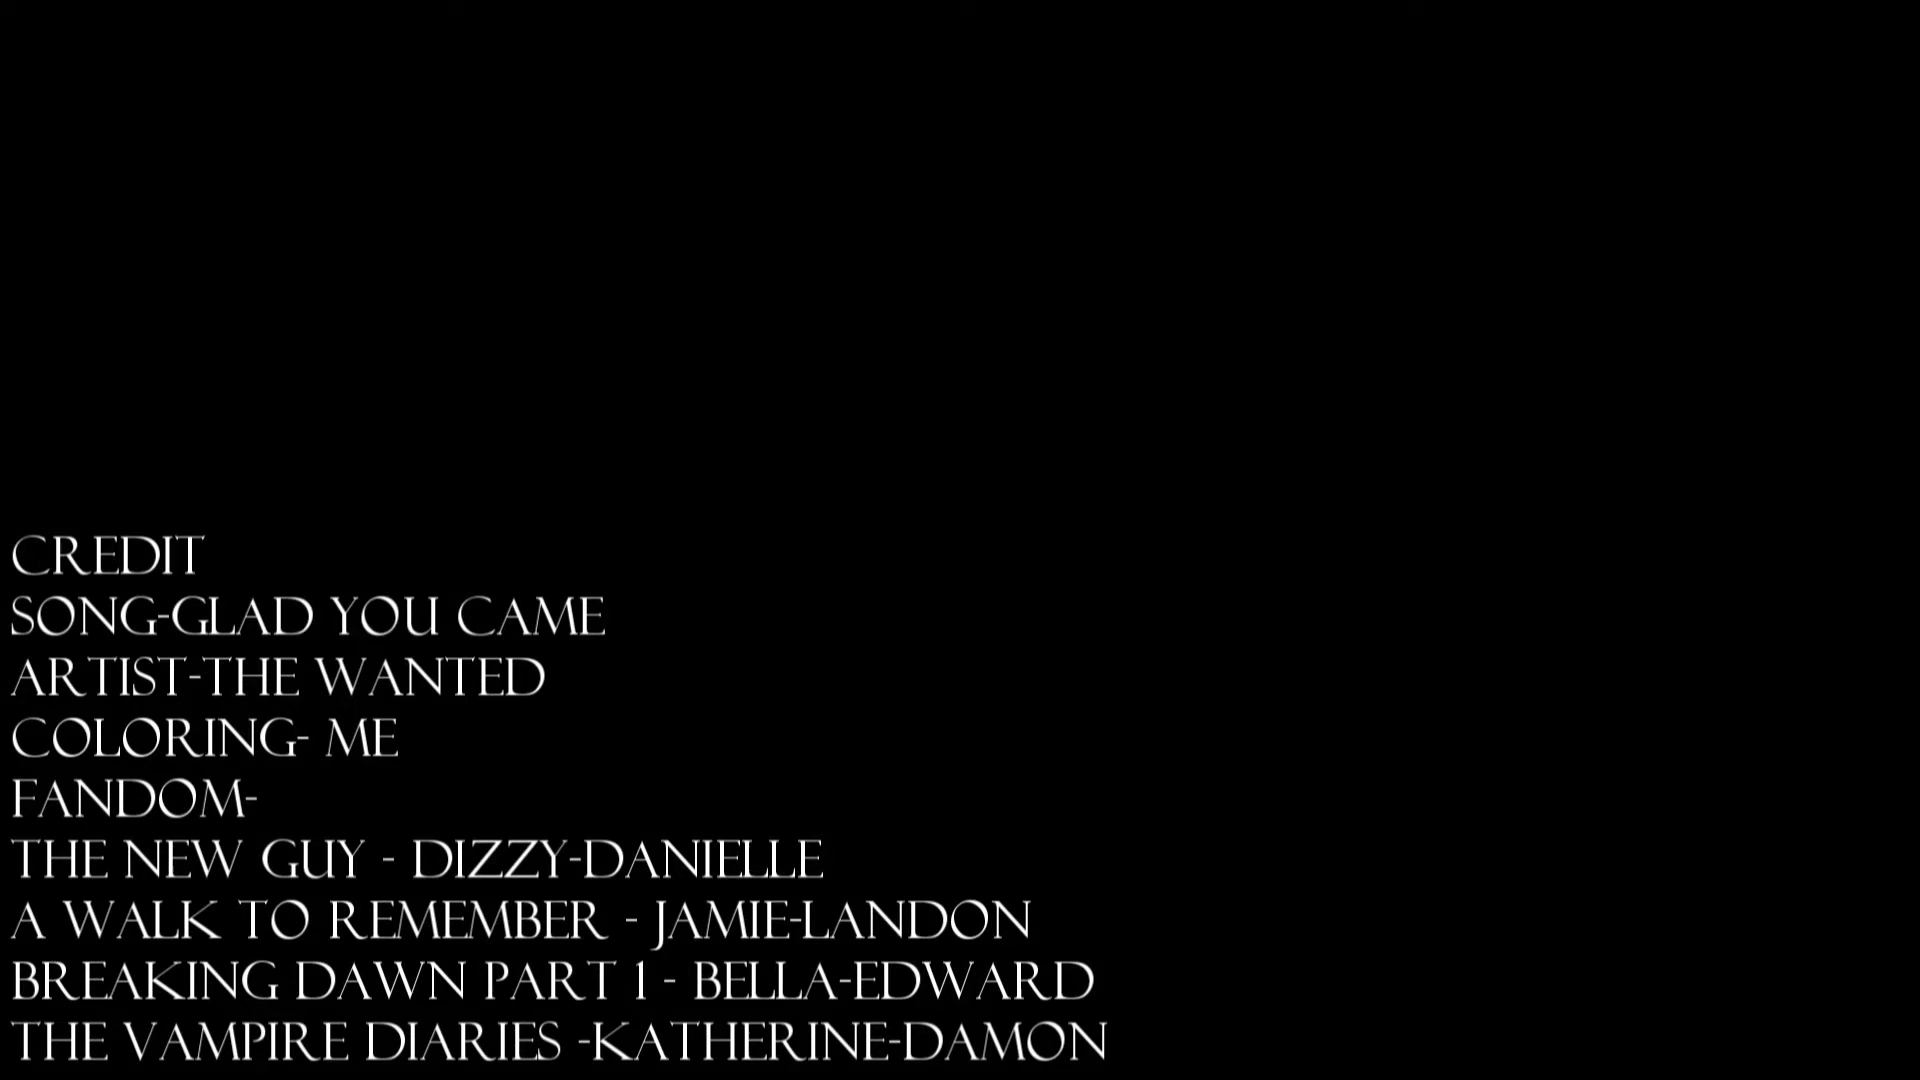 CREDIT
SONG-GLAD YOU CAME
ARTIST-THE WANTED
COLORING- ME
FANDOM-
THE NEW GUY - DIZZY-DANIELLE
A WALK TO REMEMBER - JAMIE-LANDON
BREAKING DAWN PART 1 - BELLA-EDWARD
THE VAMPIRE DIARIES -KATHERINE-DAMON